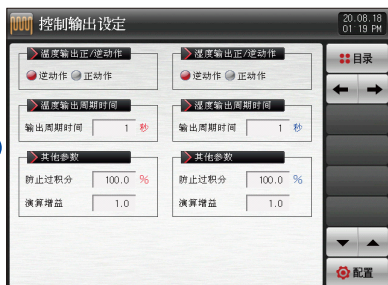 控制输出设定
20.08.18
01:19 PM
温度输出正/逆动作
逆动作 正动作
温度输出周期时间
输出周期时间 1 秒
其他参数
防止过积分 100.0 %
演算增益 1.0
湿度输出正/逆动作
逆动作 正动作
湿度输出周期时间
输出周期时间 1 秒
其他参数
防止过积分 100.0 %
演算增益 1.0
目录
配置